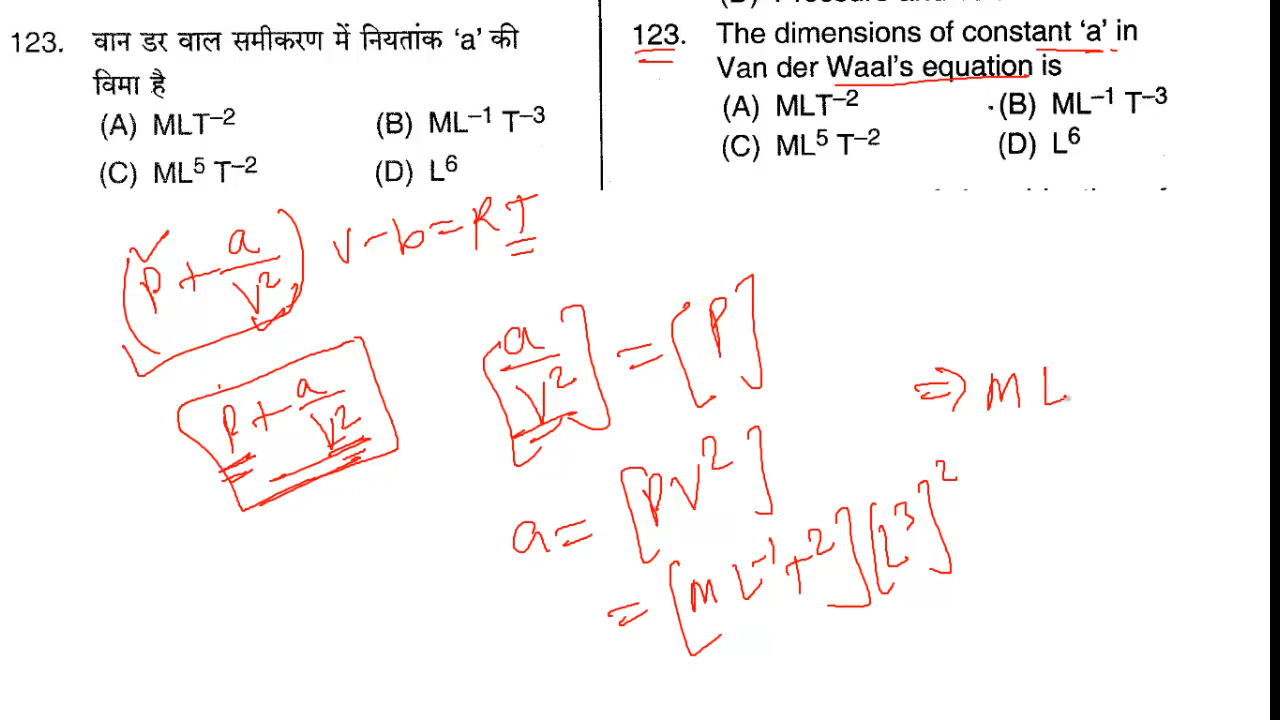 123. वान डर वाल समीकरण में नियतांक ‘a’ की
विमा है
(A) MLT⁻² (B) ML⁻¹ T⁻³
(C) ML⁵ T⁻² (D) L⁶
123. The dimensions of constant ‘a’ in
Van der Waal’s equation is
(A) MLT⁻² (B) ML⁻¹ T⁻³
(C) ML⁵ T⁻² (D) L⁶
(P + a/V²) V - b = RT
P + a/V²
[a/V²] = [P]
a = [PV²]
= [M L⁻¹ T⁻²] [L³]²
⇒ M L